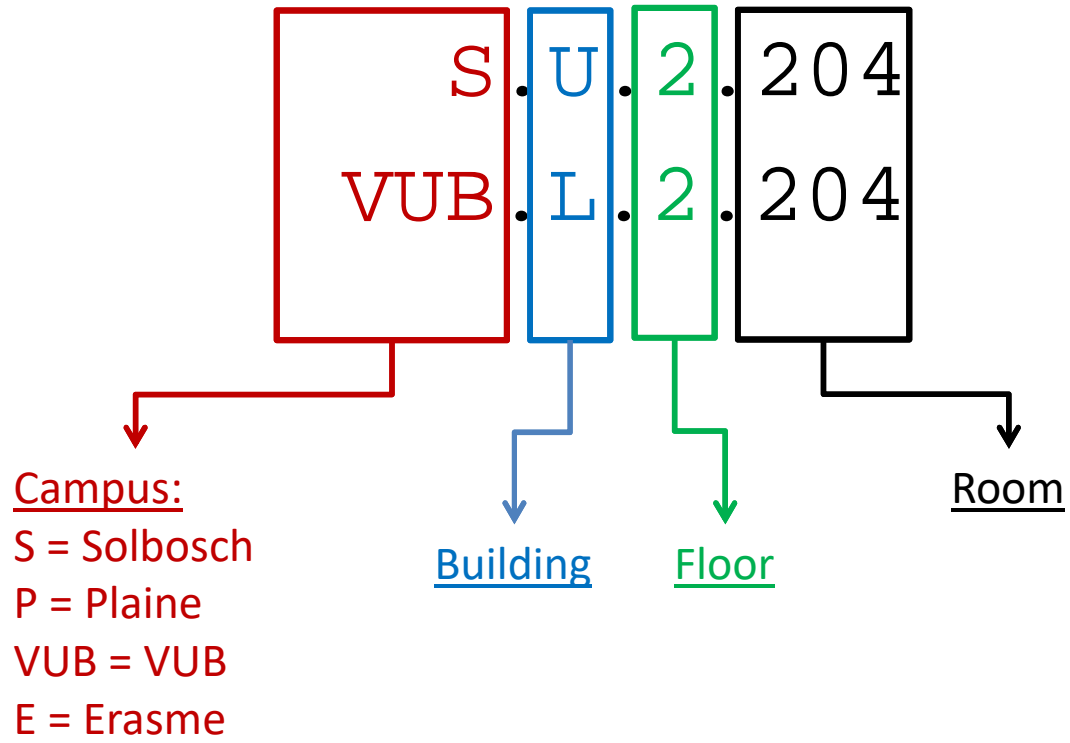 S.U.2.204
VUB.L.2.204
Campus:
S = Solbosch
P = Plaine
VUB = VUB
E = Erasme
Building
Floor
Room